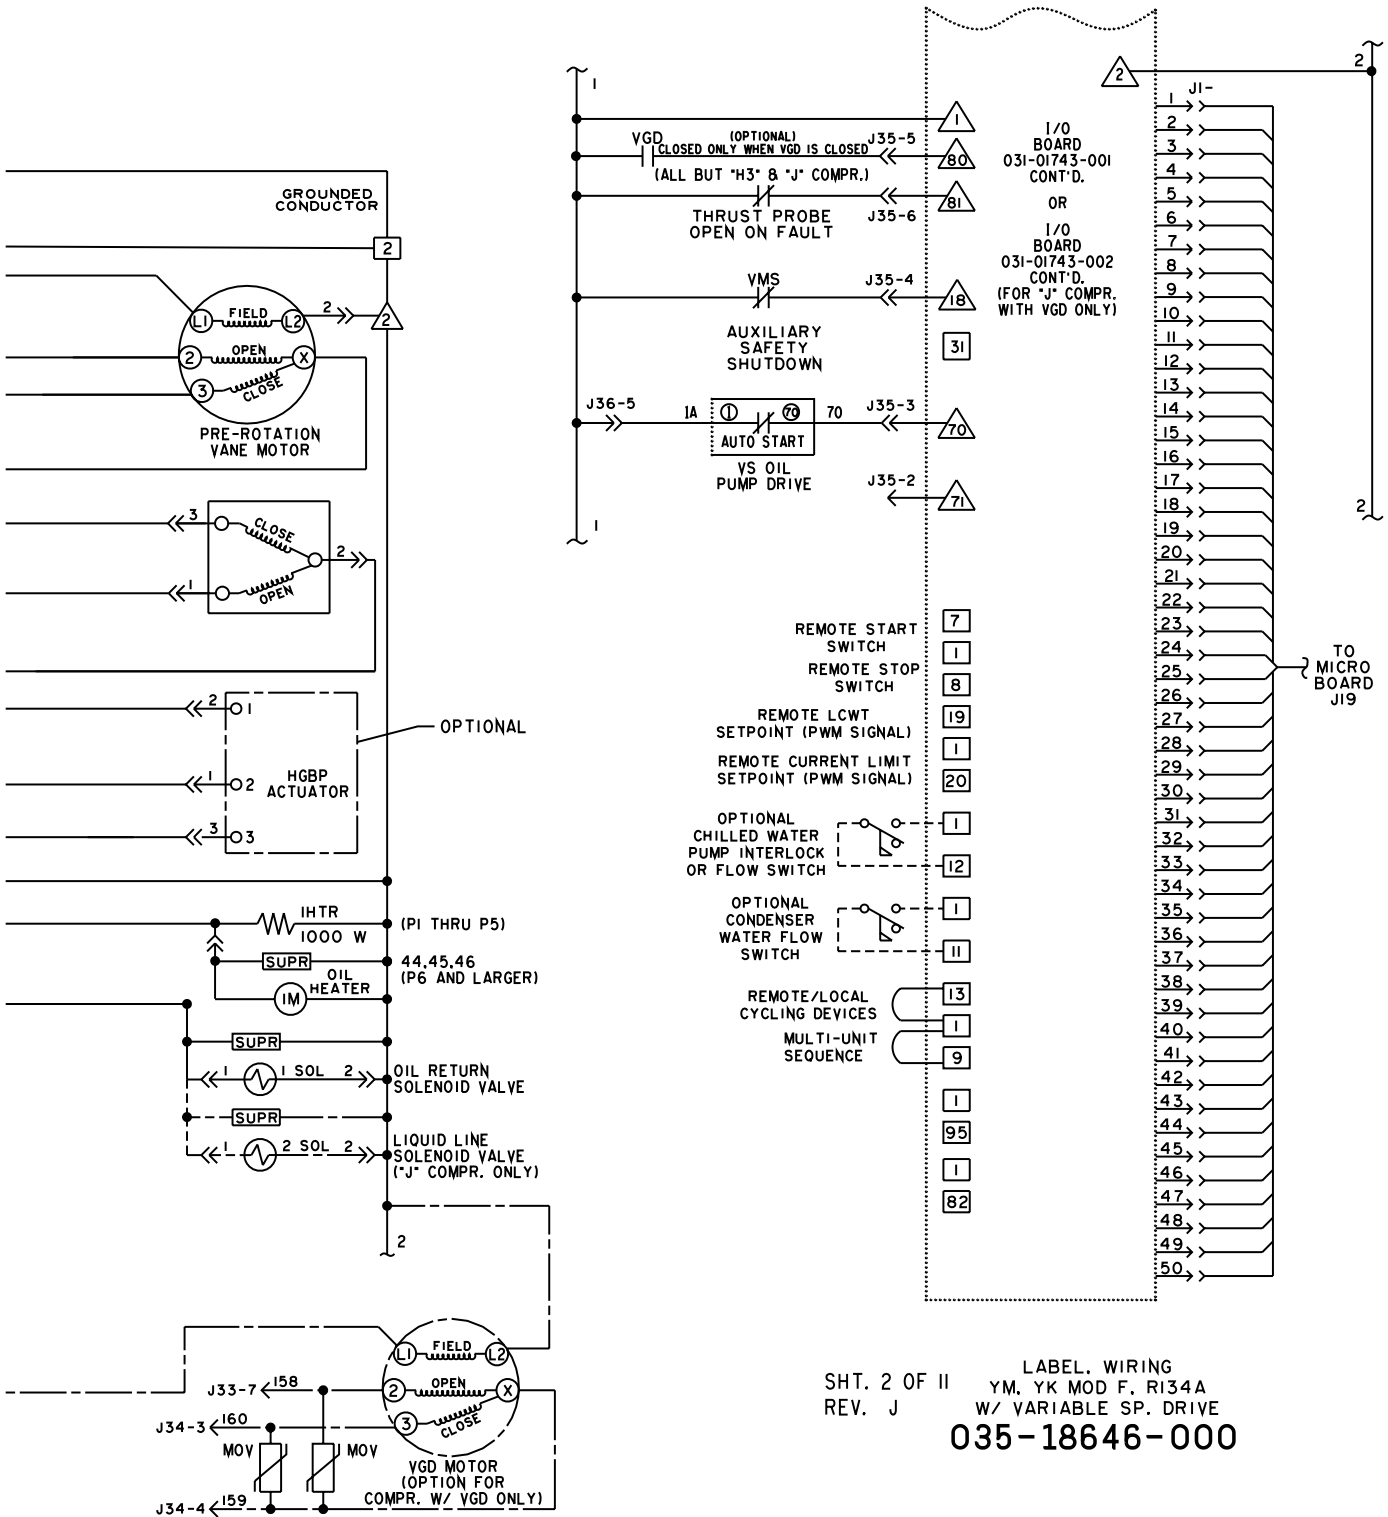 GROUNDED
CONDUCTOR
2
FIELD
L1
L2
2
2
OPEN
2
X
3
CLOSE
PRE-ROTATION
VANE MOTOR
3
CLOSE
2
1
OPEN
2
1
OPTIONAL
1
2
HGBP
ACTUATOR
3
3
1HTR
1000 W
(P1 THRU P5)
SUPR
44,45,46
(P6 AND LARGER)
OIL
HEATER
1M
SUPR
1
1 SOL
2
OIL RETURN
SOLENOID VALVE
SUPR
1
2 SOL
2
LIQUID LINE
SOLENOID VALVE
("J" COMPR. ONLY)
2
FIELD
L1
L2
J33-7
158
2
OPEN
X
J34-3
160
3
CLOSE
MOV
MOV
VGD MOTOR
(OPTION FOR
COMPR. W/ VGD ONLY)
J34-4
159
1
1
VGD
(OPTIONAL)
CLOSED ONLY WHEN VGD IS CLOSED
J35-5
80
(ALL BUT "H3" & "J" COMPR.)
81
THRUST PROBE
OPEN ON FAULT
J35-6
VMS
J35-4
18
AUXILIARY
SAFETY
SHUTDOWN
31
J36-5
1A
1
70
70
J35-3
70
AUTO START
VS OIL
PUMP DRIVE
J35-2
71
1
7
REMOTE START
SWITCH
1
REMOTE STOP
SWITCH
8
REMOTE LCWT
SETPOINT (PWM SIGNAL)
19
1
REMOTE CURRENT LIMIT
SETPOINT (PWM SIGNAL)
20
OPTIONAL
CHILLED WATER
PUMP INTERLOCK
OR FLOW SWITCH
1
12
OPTIONAL
CONDENSER
WATER FLOW
SWITCH
1
11
REMOTE/LOCAL
CYCLING DEVICES
13
1
MULTI-UNIT
SEQUENCE
9
1
95
1
82
I/O
BOARD
031-01743-001
CONT'D.
OR
I/O
BOARD
031-01743-002
CONT'D.
(FOR "J" COMPR.
WITH VGD ONLY)
2
2
2
J1-
1
2
3
4
5
6
7
8
9
10
11
12
13
14
15
16
17
18
19
20
21
22
23
24
25
26
27
28
29
30
31
32
33
34
35
36
37
38
39
40
41
42
43
44
45
46
47
48
49
50
TO
MICRO
BOARD
J19
SHT. 2 OF 11
REV. J
LABEL, WIRING
YM, YK MOD F, R134A
W/ VARIABLE SP. DRIVE
035-18646-000